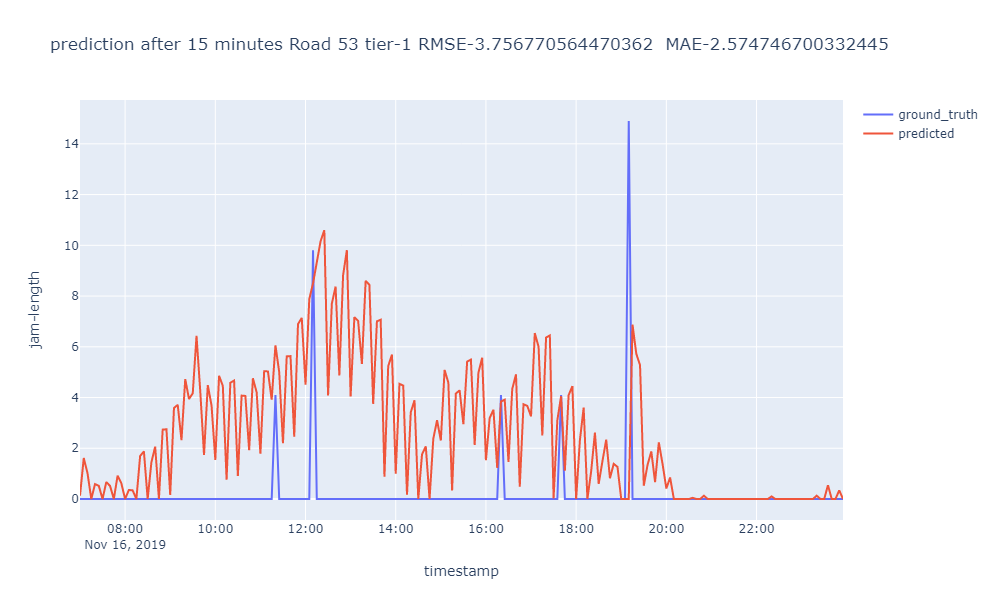 prediction after 15 minutes Road 53 tier-1 RMSE-3.756770564470362  MAE-2.574746700332445
ground_truth
predicted
14
12
10
8
6
4
2
0
jam-length
08:00 10:00 12:00 14:00 16:00 18:00 20:00 22:00
Nov 16, 2019
timestamp